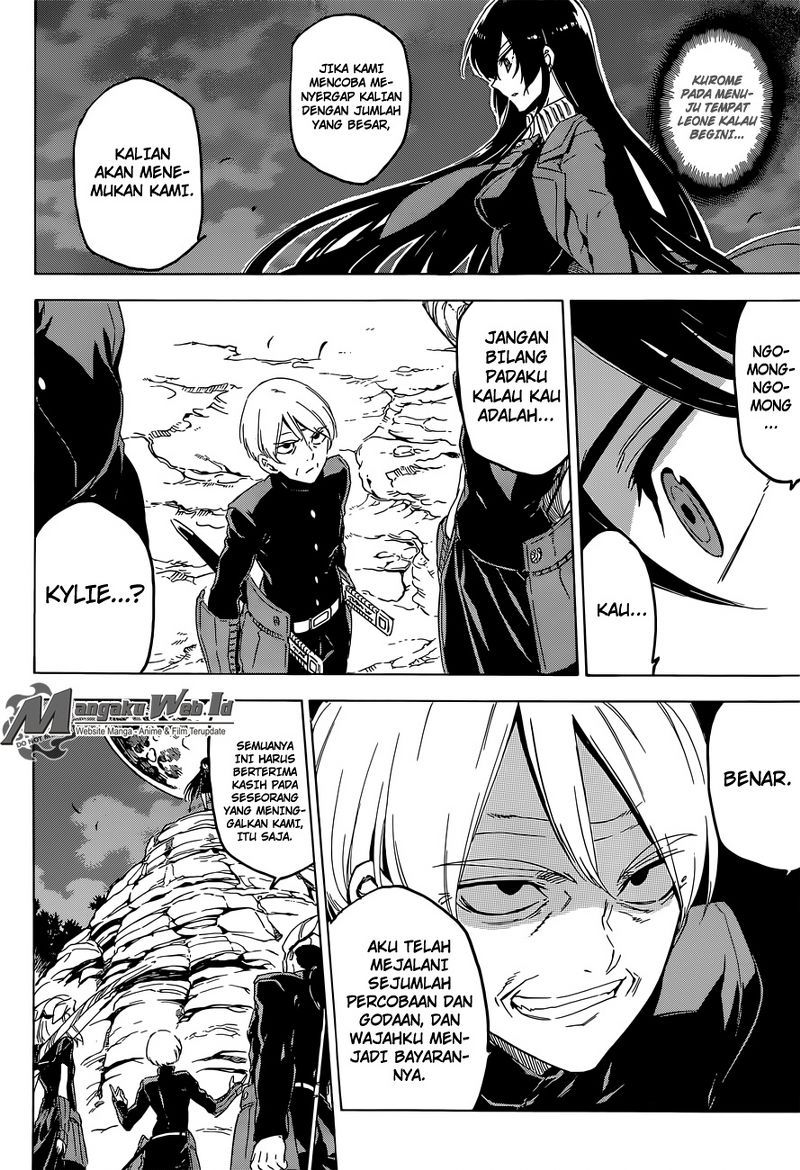 KUROME
PADA MENU-
JU TEMPAT
LEONE KALAU
BEGINI...
JIKA KAMI
MENCOBA ME-
NYERGAP KALIAN
DENGAN JUMLAH
YANG BESAR,
KALIAN
AKAN MENE-
MUKAN KAMI.
NGO-
MONG-
NGO-
MONG
...
KAU...
JANGAN
BILANG
PADAKU
KALAU KAU
ADALAH...
KYLIE...?
BENAR.
AKU TELAH
MEJALANI
SEJUMLAH
PERCOBAAN DAN
GODAAN, DAN
WAJAHKU MEN-
JADI BAYARAN-
NYA.
SEMUANYA
INI HARUS
BERTERIMA
KASIH PADA
SESEORANG
YANG MENING-
GALKAN KAMI,
ITU SAJA.
Mangaku.Web.Id
Website Manga - Anime & Film Terupdate